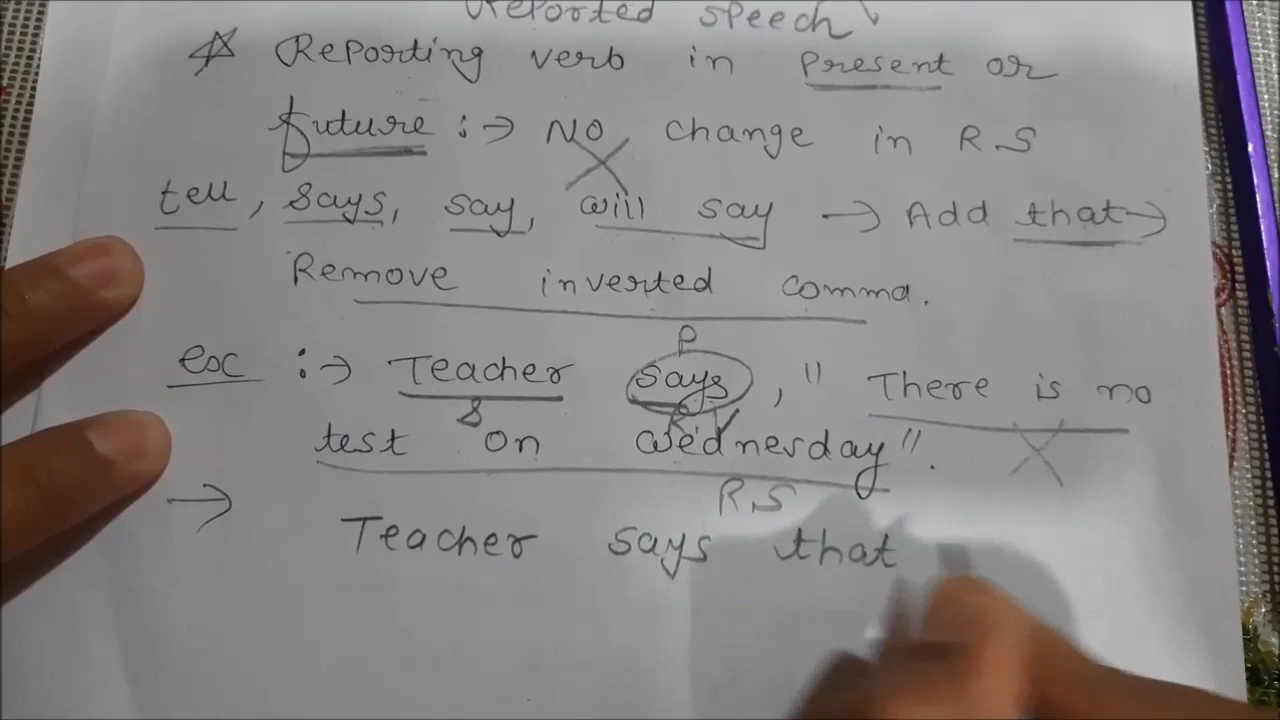 Reported speech
☆ Reporting verb in present or
future :→ NO change in R.S
tell, says, say, will say → Add that →
Remove inverted comma.
P
ex :→ Teacher says, " There is no
S R.V
test on wednesday".
R.S
→ Teacher says that